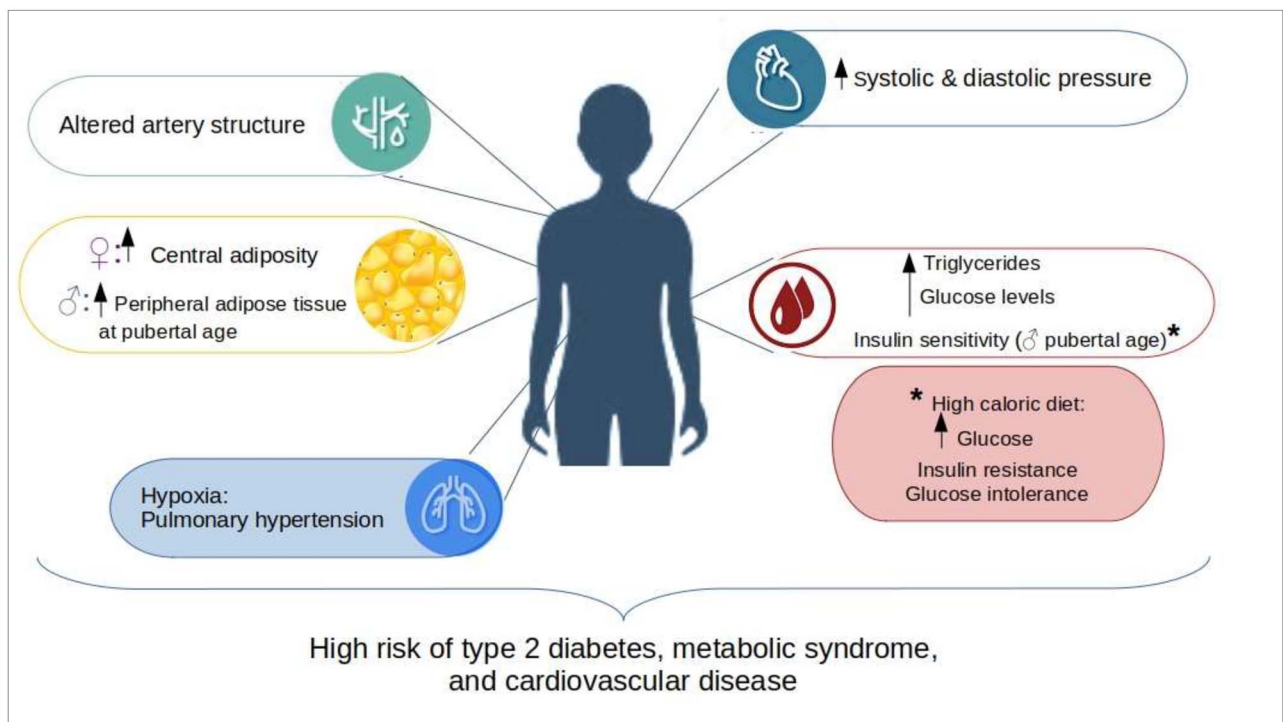 Altered artery structure
Systolic & diastolic pressure
♀: Central adiposity
♂: Peripheral adipose tissue
at pubertal age
Triglycerides
Glucose levels
Insulin sensitivity (♂ pubertal age)*
* High caloric diet:
Glucose
Insulin resistance
Glucose intolerance
Hypoxia:
Pulmonary hypertension
High risk of type 2 diabetes, metabolic syndrome,
and cardiovascular disease